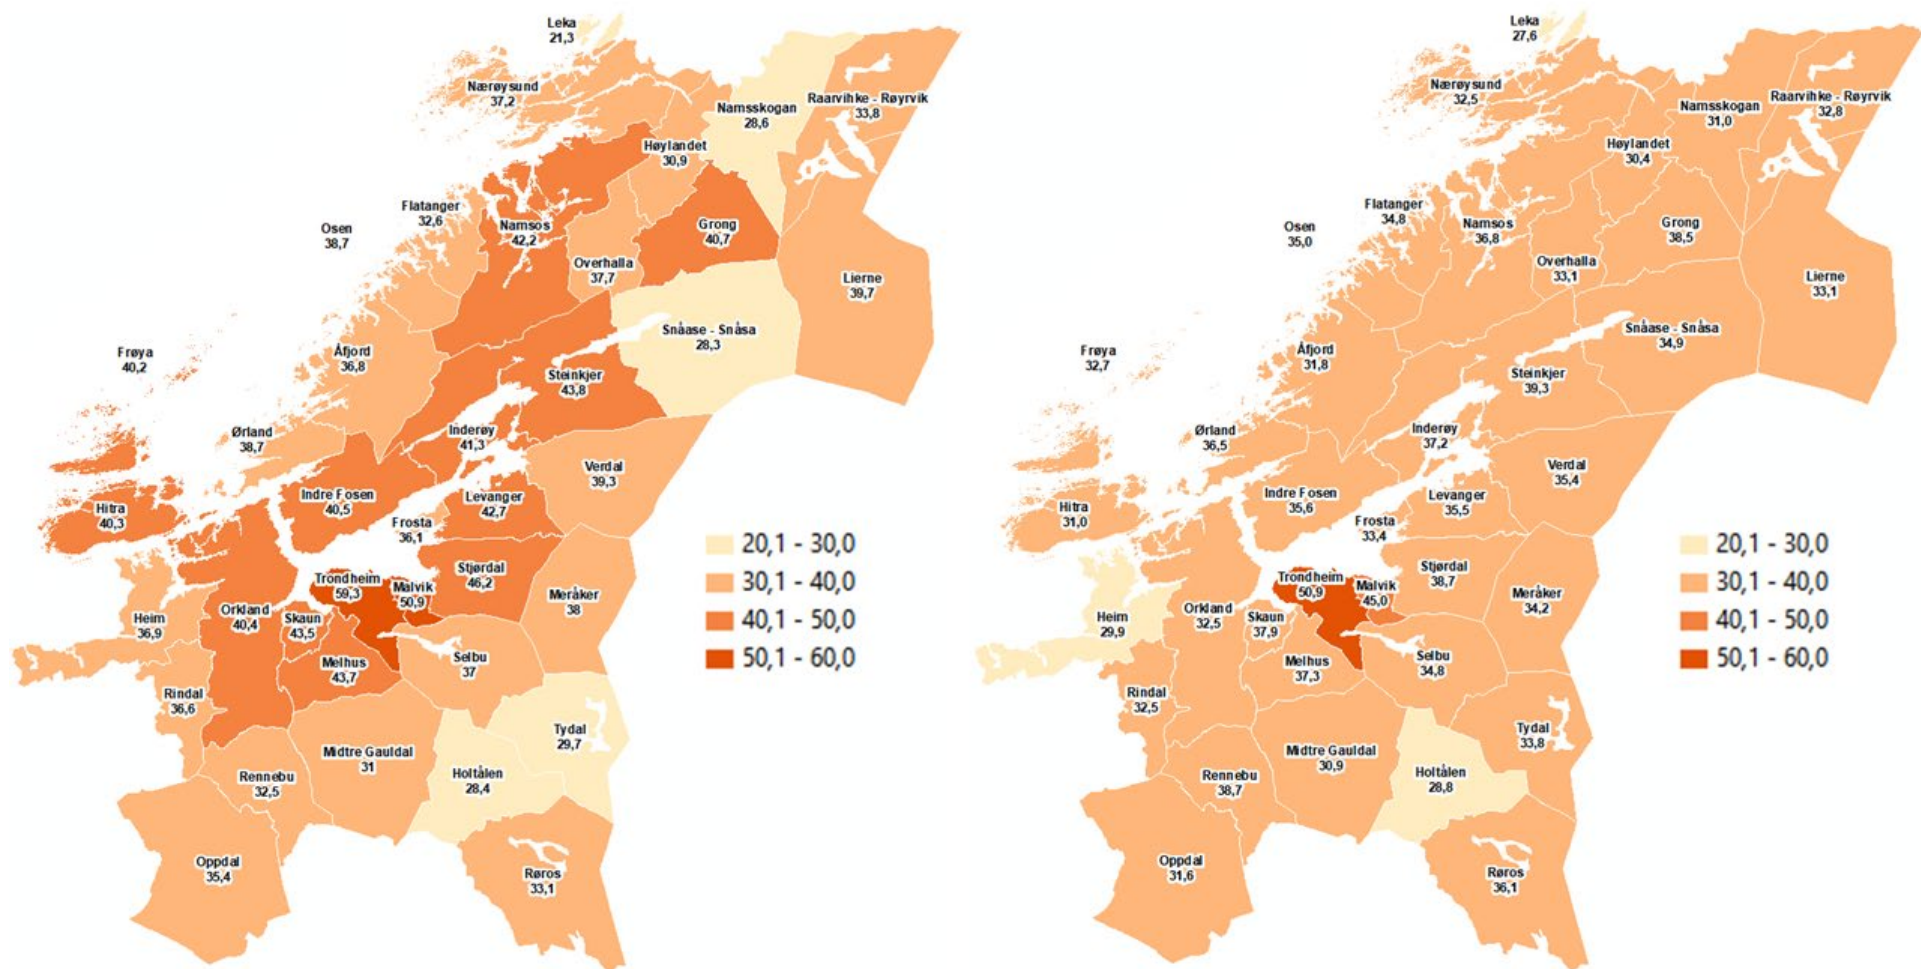 Leka
21,3
Nærøysund
37,2
Namsskogan
28,6
Raarvihke - Røyrvik
33,8
Høylandet
30,9
Flatanger
32,6
Osen
38,7
Namsos
42,2
Grong
40,7
Overhalla
37,7
Lierne
39,7
Snåase - Snåsa
28,3
Frøya
40,2
Åfjord
36,8
Steinkjer
43,8
Ørland
38,7
Inderøy
41,3
Verdal
39,3
Indre Fosen
40,5
Levanger
42,7
Hitra
40,3
Frosta
36,1
Stjørdal
46,2
Trondheim
59,3
Malvik
50,9
Meråker
38
Heim
36,9
Orkland
40,4
Skaun
43,5
Melhus
43,7
Selbu
37
Rindal
36,6
Tydal
29,7
Midtre Gauldal
31
Holtålen
28,4
Rennebu
32,5
Oppdal
35,4
Røros
33,1
20,1 - 30,0
30,1 - 40,0
40,1 - 50,0
50,1 - 60,0
Leka
27,6
Nærøysund
32,5
Namsskogan
31,0
Raarvihke - Røyrvik
32,8
Høylandet
30,4
Flatanger
34,8
Osen
35,0
Namsos
36,8
Grong
38,5
Overhalla
33,1
Lierne
33,1
Snåase - Snåsa
34,9
Frøya
32,7
Åfjord
31,8
Steinkjer
39,3
Ørland
36,5
Inderøy
37,2
Verdal
35,4
Indre Fosen
35,6
Levanger
35,5
Hitra
31,0
Frosta
33,4
Stjørdal
38,7
Trondheim
50,9
Malvik
45,0
Meråker
34,2
Heim
29,9
Orkland
32,5
Skaun
37,9
Melhus
37,3
Selbu
34,8
Rindal
32,5
Tydal
33,8
Midtre Gauldal
30,9
Holtålen
28,8
Rennebu
38,7
Oppdal
31,6
Røros
36,1
20,1 - 30,0
30,1 - 40,0
40,1 - 50,0
50,1 - 60,0